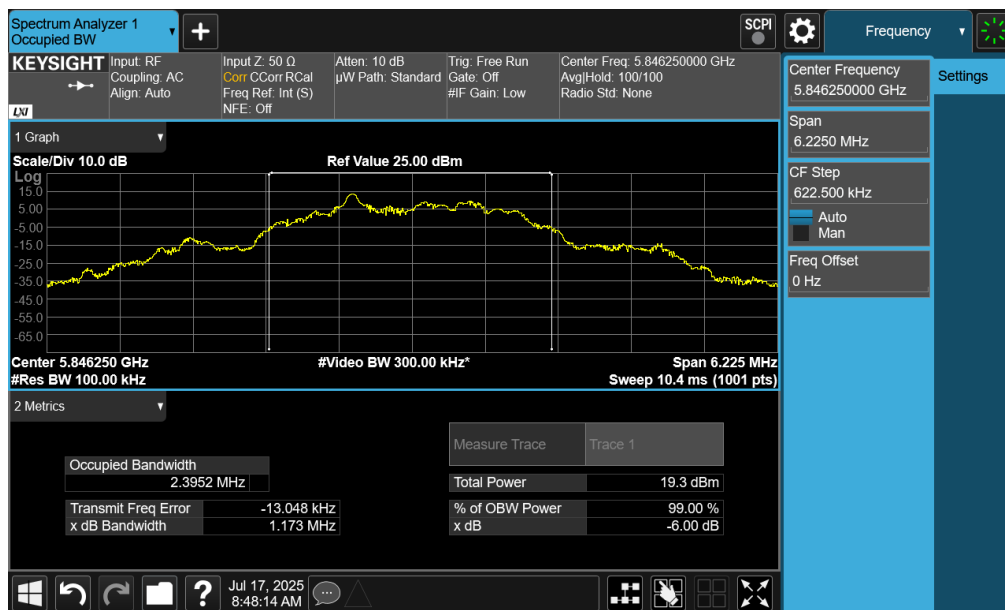 Spectrum Analyzer 1
Occupied BW
SCPI
Frequency
KEYSIGHT
LXI
Input: RF
Coupling: AC
Align: Auto
Input Z: 50 Ω
Corr CCorr RCal
Freq Ref: Int (S)
NFE: Off
Atten: 10 dB
µW Path: Standard
Trig: Free Run
Gate: Off
#IF Gain: Low
Center Freq: 5.846250000 GHz
Avg|Hold: 100/100
Radio Std: None
Center Frequency
5.846250000 GHz
Settings
Span
6.2250 MHz
CF Step
622.500 kHz
Auto
Man
Freq Offset
0 Hz
1 Graph
Scale/Div 10.0 dB
Ref Value 25.00 dBm
Log
15.0
5.00
-5.00
-15.0
-25.0
-35.0
-45.0
-55.0
-65.0
Center 5.846250 GHz
#Video BW 300.00 kHz*
Span 6.225 MHz
#Res BW 100.00 kHz
Sweep 10.4 ms (1001 pts)
2 Metrics
Measure Trace
Trace 1
Occupied Bandwidth
2.3952 MHz
Total Power
19.3 dBm
Transmit Freq Error
-13.048 kHz
% of OBW Power
99.00 %
x dB Bandwidth
1.173 MHz
x dB
-6.00 dB
?
Jul 17, 2025
8:48:14 AM